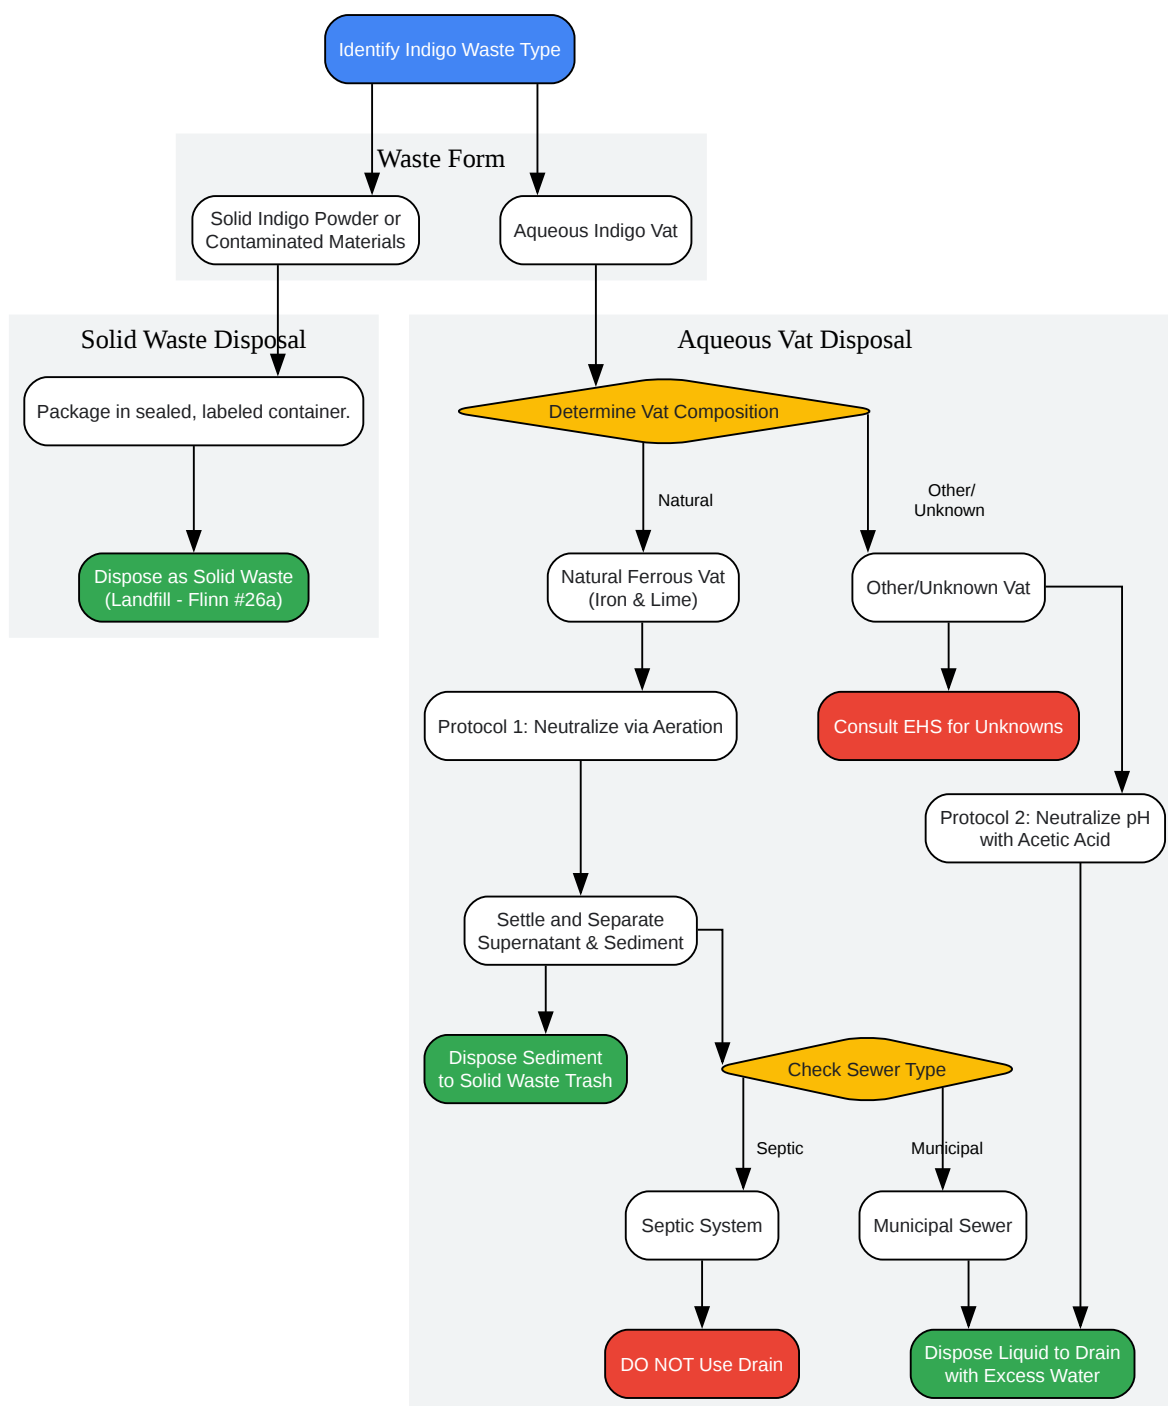 Identify Indigo Waste Type
Waste Form
Solid Indigo Powder or
Contaminated Materials
Aqueous Indigo Vat
Solid Waste Disposal
Aqueous Vat Disposal
Package in sealed, labeled container.
Determine Vat Composition
Natural
Other/
Unknown
Dispose as Solid Waste
(Landfill - Flinn #26a)
Natural Ferrous Vat
(Iron & Lime)
Other/Unknown Vat
Protocol 1: Neutralize via Aeration
Consult EHS for Unknowns
Protocol 2: Neutralize pH
with Acetic Acid
Settle and Separate
Supernatant & Sediment
Dispose Sediment
to Solid Waste Trash
Check Sewer Type
Septic
Municipal
Septic System
Municipal Sewer
DO NOT Use Drain
Dispose Liquid to Drain
with Excess Water